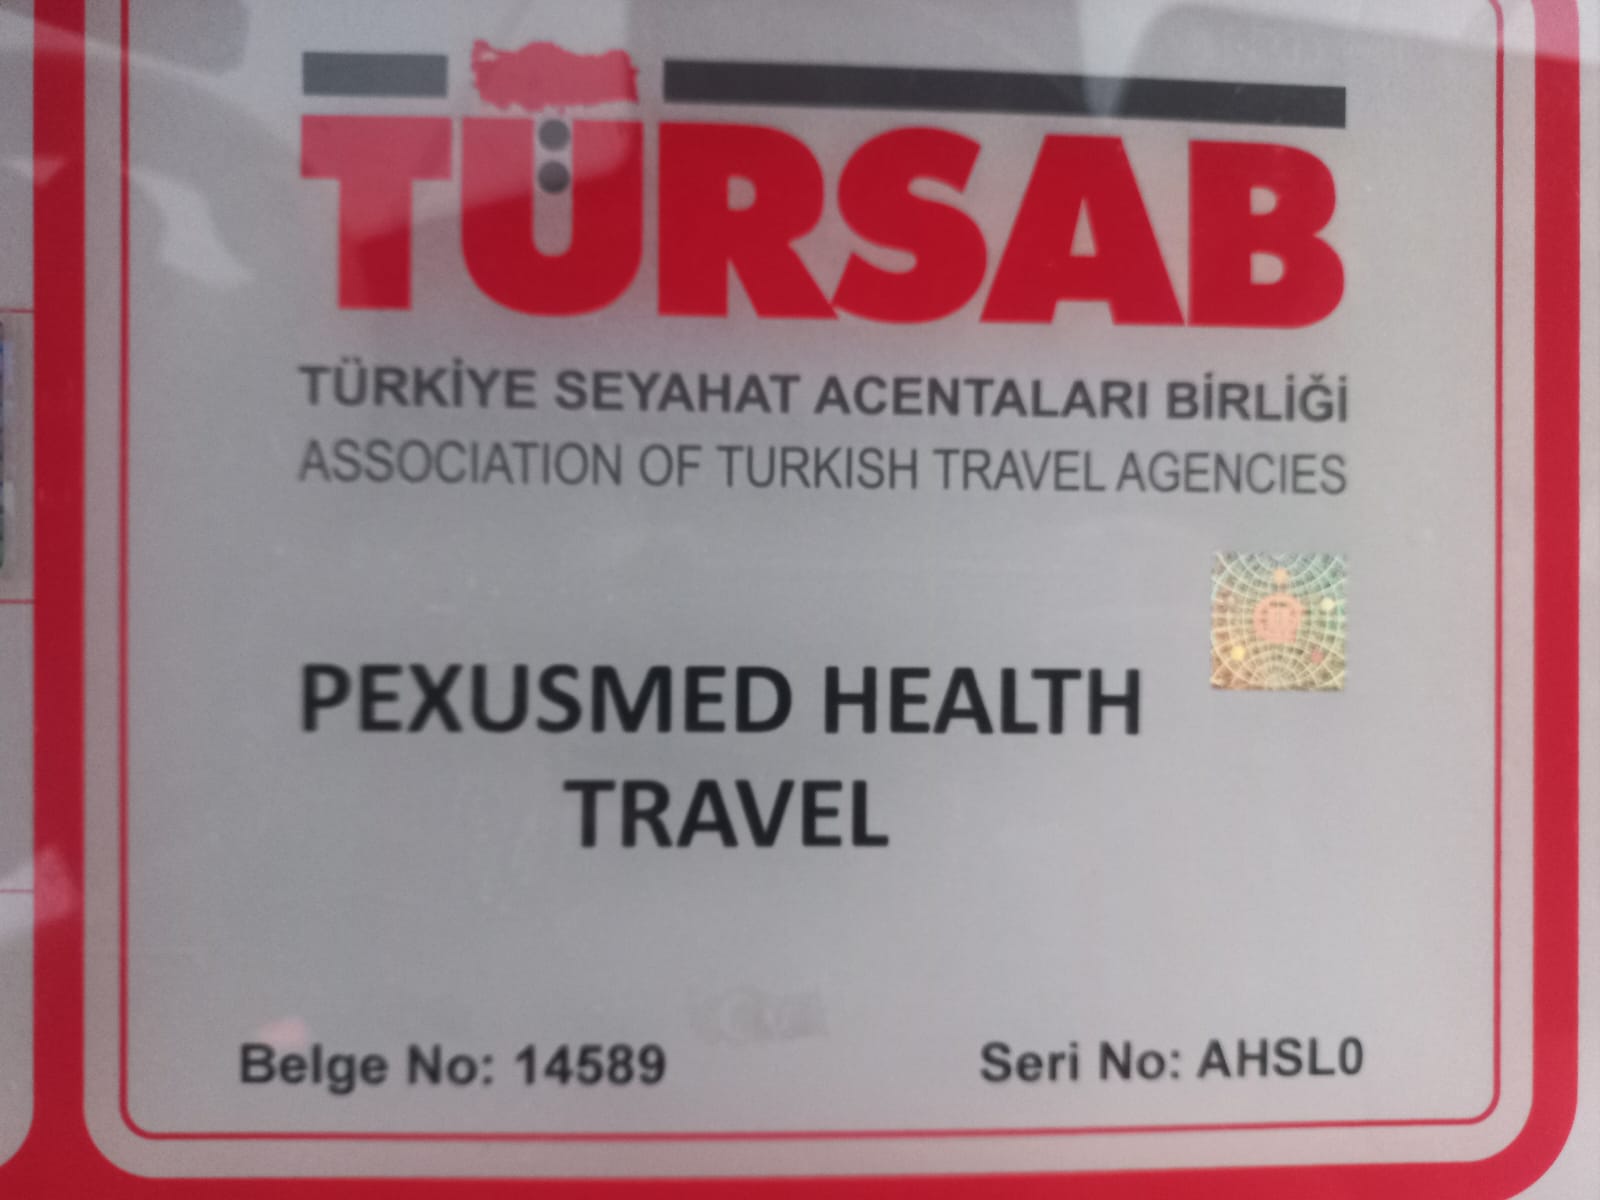 TÜRSAB
TÜRKİYE SEYAHAT ACENTALARI BİRLİĞİ
ASSOCIATION OF TURKISH TRAVEL AGENCIES
PEXUSMED HEALTH
TRAVEL
Belge No: 14589
Seri No: AHSL0